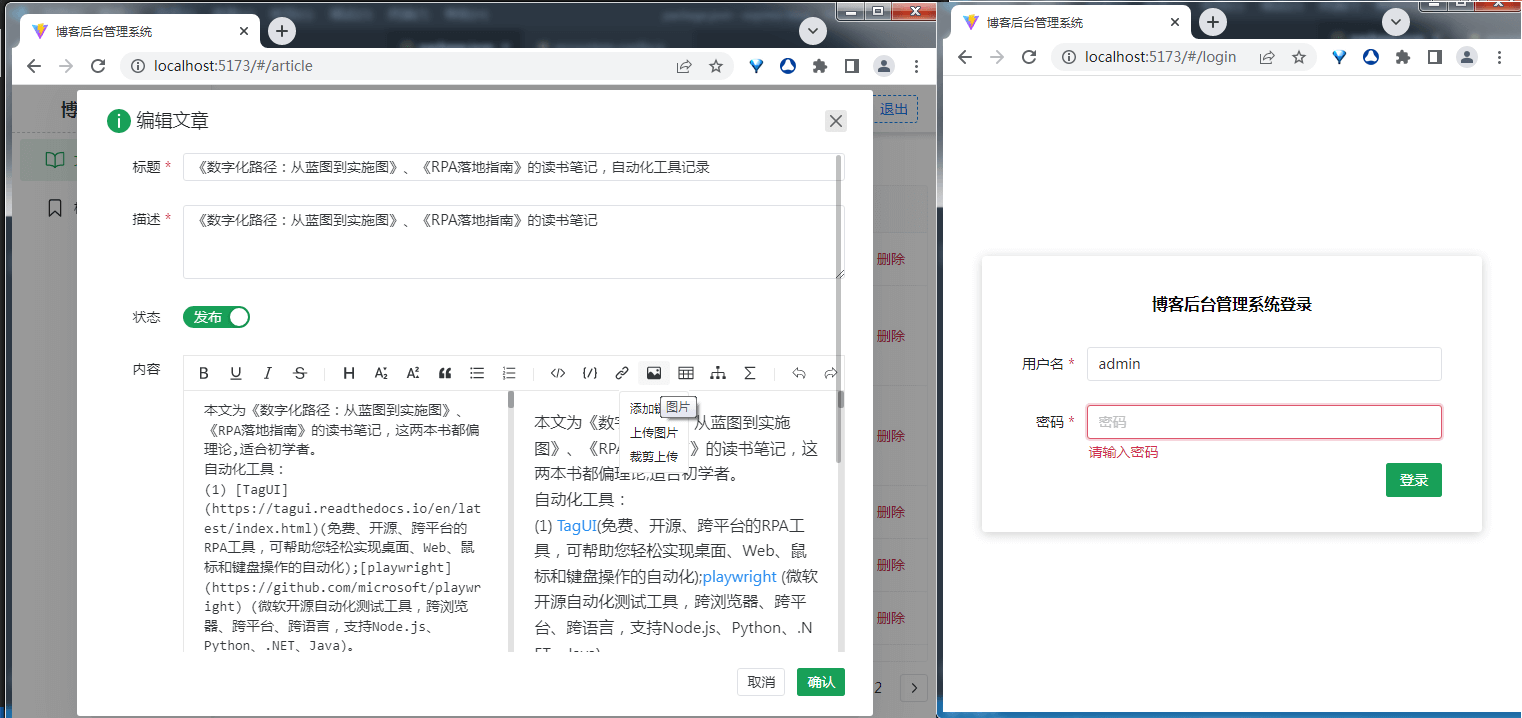 博客后台管理系统
localhost:5173/#/article
博
退出
编辑文章
标题 *
《数字化路径：从蓝图到实施图》、《RPA落地指南》的读书笔记，自动化工具记录
描述 *
《数字化路径：从蓝图到实施图》、《RPA落地指南》的读书笔记
状态
发布
内容
B U I S H A A
添加链
图片
上传图片
裁剪上传
本文为《数字化路径：从蓝图到实施图》、
《RPA落地指南》的读书笔记，这两本书都偏
理论,适合初学者。
自动化工具：
(1) [TagUI]
(https://tagui.readthedocs.io/en/lat
est/index.html)(免费、开源、跨平台的
RPA工具，可帮助您轻松实现桌面、Web、鼠
标和键盘操作的自动化);[playwright]
(https://github.com/microsoft/playwr
ight) (微软开源自动化测试工具，跨浏览
器、跨平台、跨语言，支持Node.js、
Python、.NET、Java)。
本文为《数 从蓝图到实施
图》、《RPA 》的读书笔记，这
两本书都偏理论,适合初学者。
自动化工具：
(1) TagUI(免费、开源、跨平台的RPA工
具，可帮助您轻松实现桌面、Web、鼠
标和键盘操作的自动化);playwright (微软
开源自动化测试工具，跨浏览器、跨平
台、跨语言，支持Node.js、Python、.N
取消
确认
删除
删除
删除
删除
删除
删除
2
博客后台管理系统
localhost:5173/#/login
博客后台管理系统登录
用户名 *
admin
密码 *
密码
请输入密码
登录